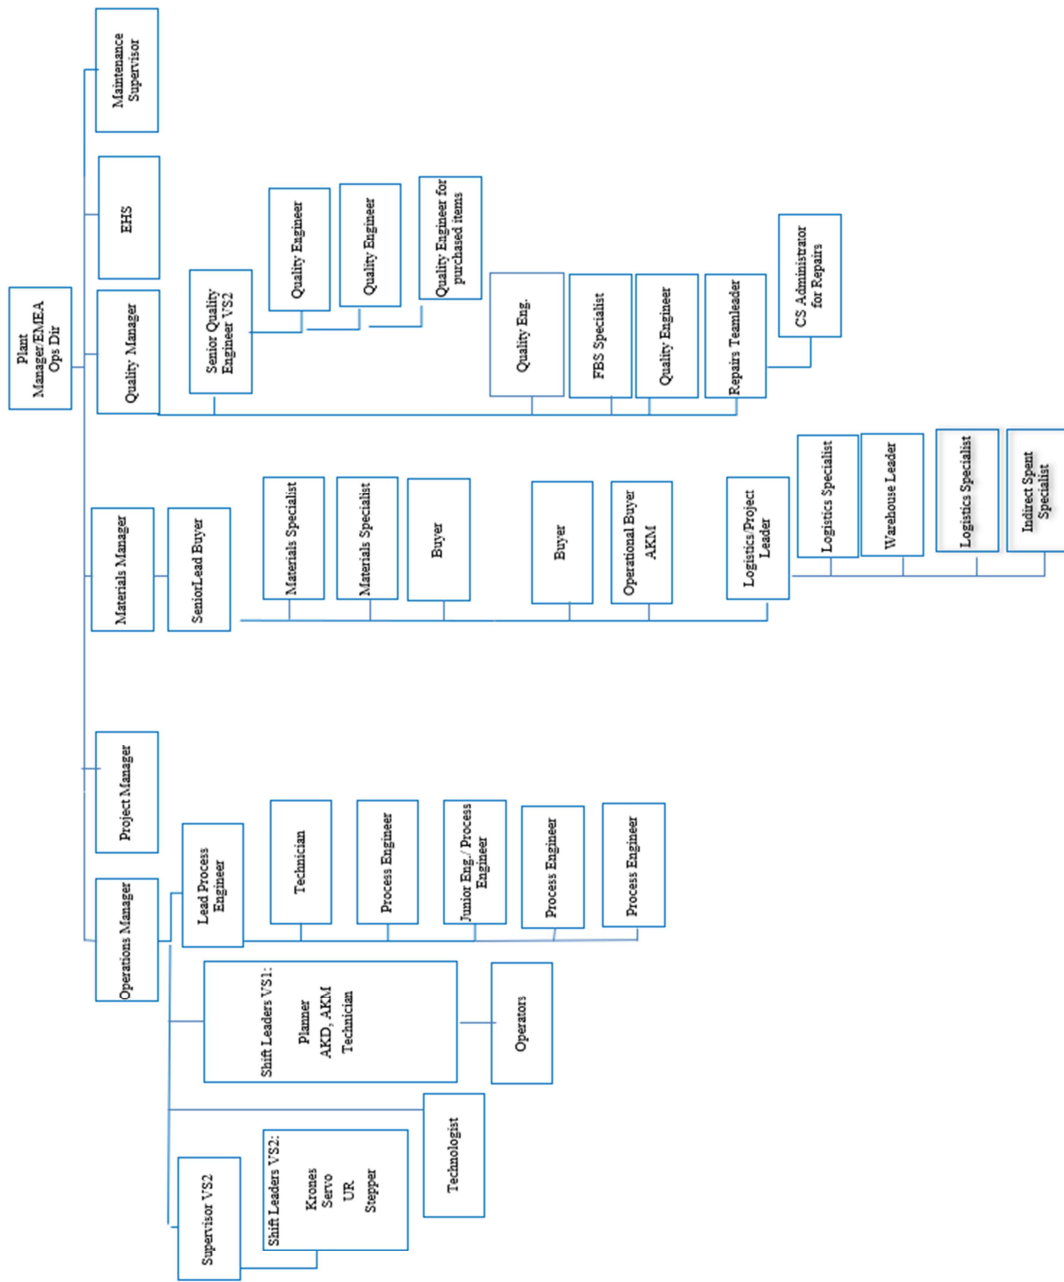 Plant
Manager/EMEA
Ops Dir
Operations Manager
Project Manager
Materials Manager
Quality Manager
EHS
Maintenance
Supervisor
Supervisor VS2
Shift Leaders VS2:
Krones
Servo
UR
Stepper
Technologist
Shift Leaders VS1:
Planner
AKD, AKM
Technician
Operators
Lead Process
Engineer
Technician
Process Engineer
Junior Eng./ Process
Engineer
Process Engineer
Process Engineer
SeniorLead Buyer
Materials Specialist
Materials Specialist
Buyer
Buyer
Operational Buyer
AKM
Logistics/Project
Leader
Logistics Specialist
Warehouse Leader
Logistics Specialist
Indirect Spent
Specialist
Senior Quality
Engineer VS2
Quality Engineer
Quality Engineer
Quality Engineer for
purchased items
Quality Eng.
FBS Specialist
Quality Engineer
Repairs Teamleader
CS Administrator
for Repairs